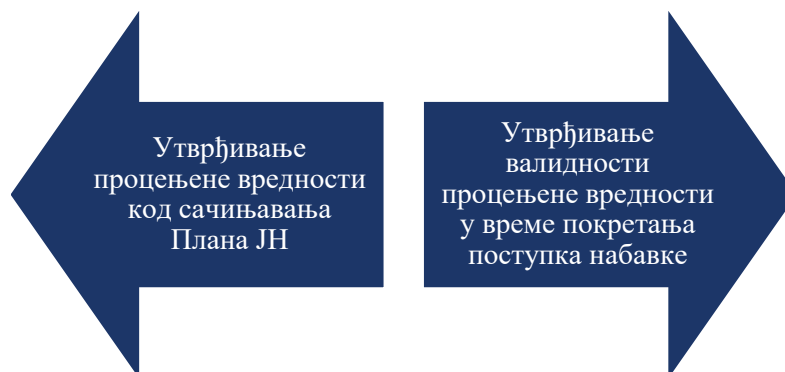 Утврђивање
процењене вредности
код сачињавања
Плана ЈН
Утврђивање
валидности
процењене вредности
у време покретања
поступка набавке